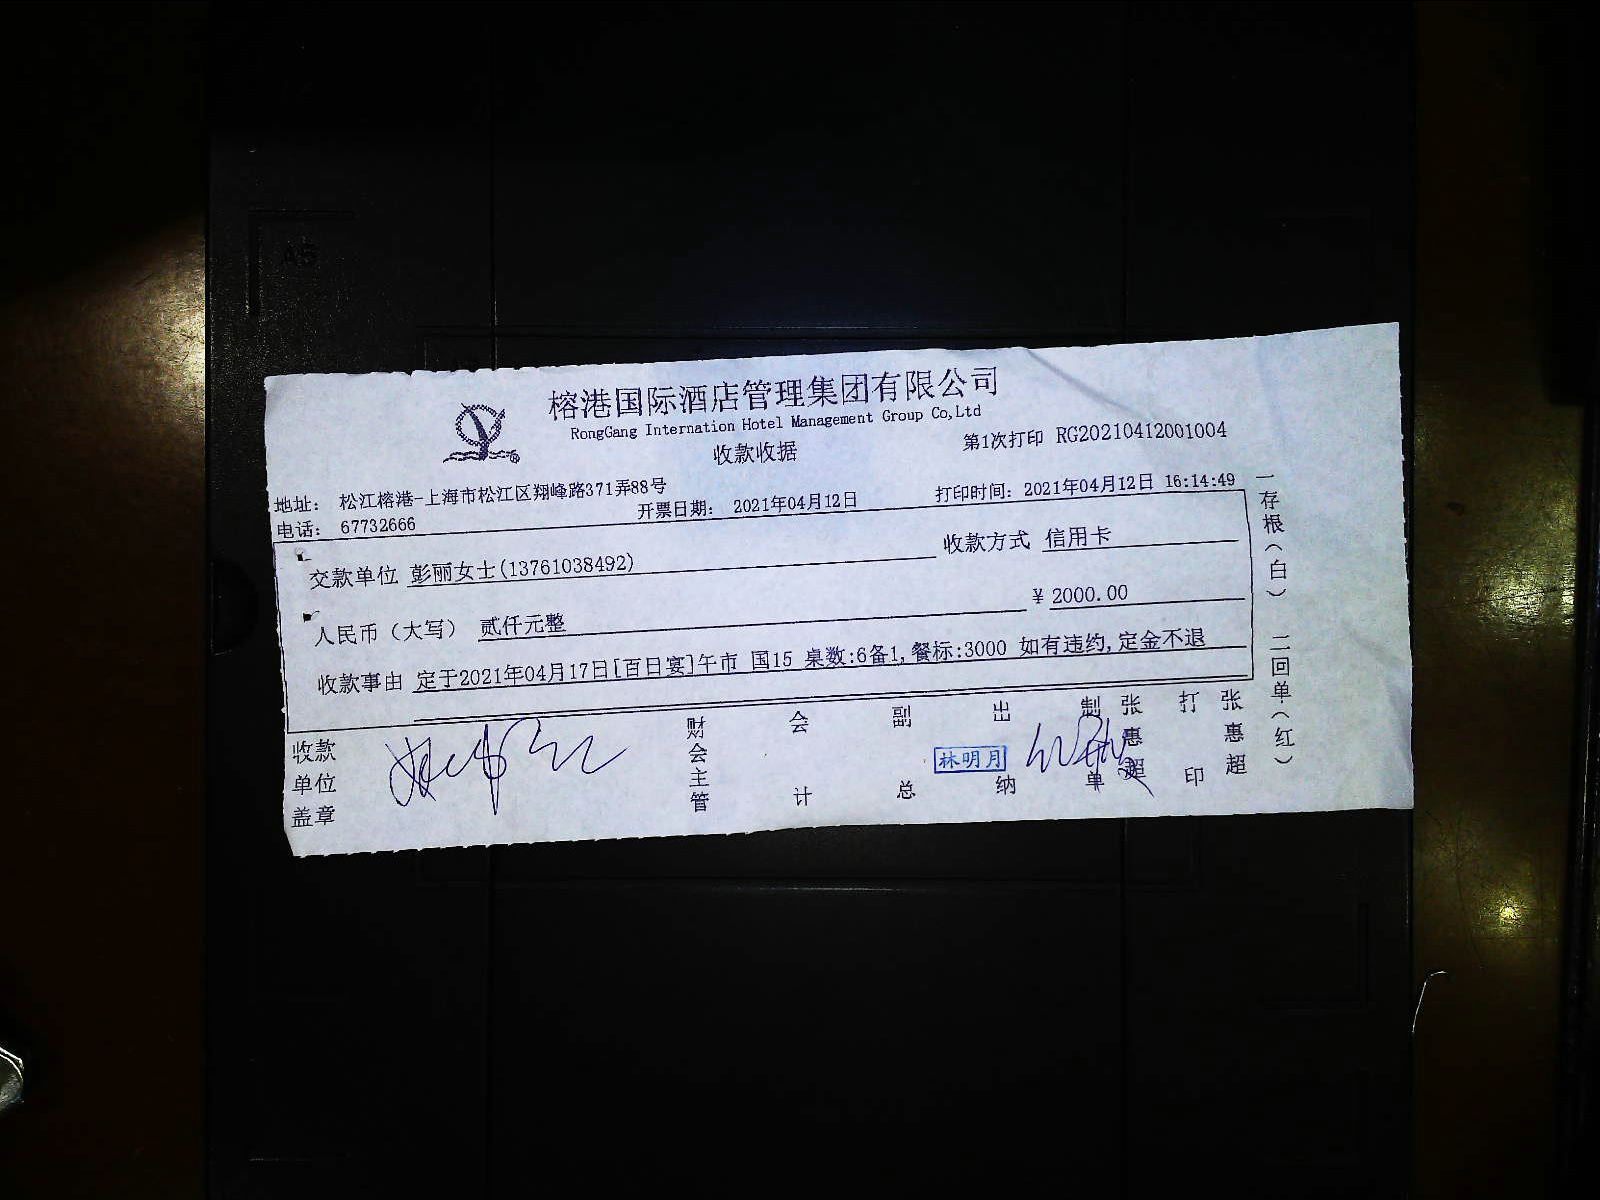 榕港国际酒店管理集团有限公司
RongGang Internation Hotel Management Group Co,Ltd
收款收据
第1次打印 RG20210412001004
地址： 松江榕港-上海市松江区翔峰路371弄88号
电话： 67732666
开票日期： 2021年04月12日
打印时间：2021年04月12日 16:14:49
交款单位 彭丽女士(13761038492)
收款方式 信用卡
人民币（大写） 贰仟元整
¥ 2000.00
收款事由 定于2021年04月17日[百日宴]午市 国15 桌数:6备1,餐标:3000 如有违约,定金不退
收款单位盖章
财会主管
会计
副总
出纳
林明月
制单
张惠超
打印
张惠超
一存根（白） 二回单（红）
A5